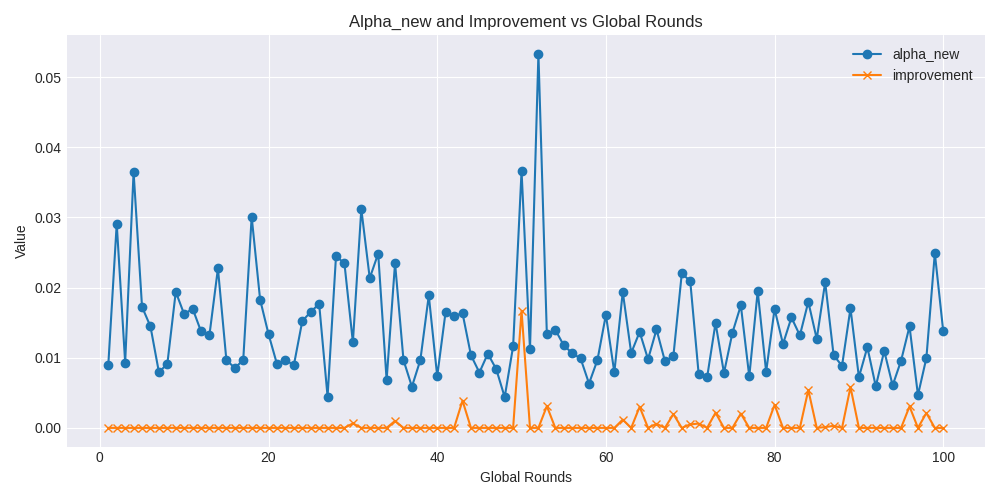 Alpha_new and Improvement vs Global Rounds
alpha_new
improvement
0.05
0.04
0.03
0.02
0.01
0.00
Value
0 20 40 60 80 100
Global Rounds